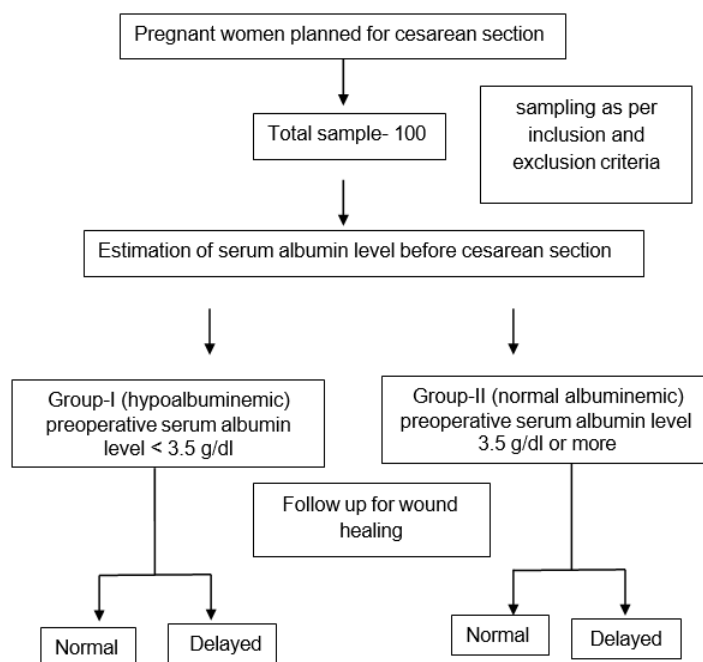 Pregnant women planned for cesarean section
Total sample- 100
sampling as per
inclusion and
exclusion criteria
Estimation of serum albumin level before cesarean section
Group-I (hypoalbuminemic)
preoperative serum albumin
level < 3.5 g/dl
Group-II (normal albuminemic)
preoperative serum albumin level
3.5 g/dl or more
Follow up for wound
healing
Normal
Delayed
Normal
Delayed